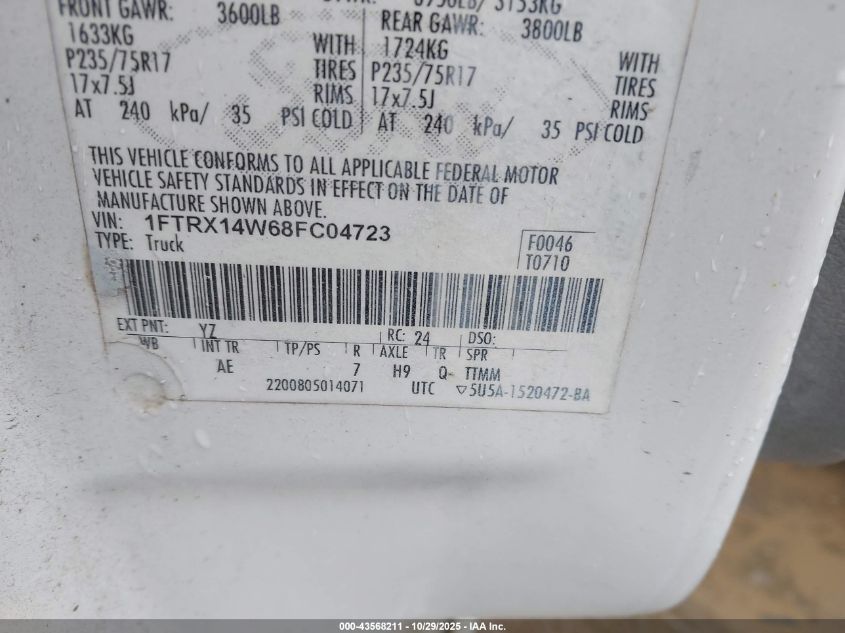 FRONT GAWR: 3600LB
1633KG WITH
P235/75R17 TIRES
17x7.5J RIMS
AT 240 kPa/ 35 PSI COLD
3153KG
REAR GAWR: 3800LB
1724KG WITH
P235/75R17 TIRES
17x7.5J RIMS
AT 240 kPa/ 35 PSI COLD
THIS VEHICLE CONFORMS TO ALL APPLICABLE FEDERAL MOTOR
VEHICLE SAFETY STANDARDS IN EFFECT ON THE DATE OF
MANUFACTURE SHOWN ABOVE.
VIN: 1FTRX14W68FC04723
TYPE: Truck
F0046
T0710
EXT PNT: YZ RC: 24 DSO:
WB INT TR TP/PS R AXLE TR SPR
AE 7 H9 Q TTMM
2200805014071 UTC ▽5U5A-1520472-BA
000-43568211 - 10/29/2025 - IAA Inc.